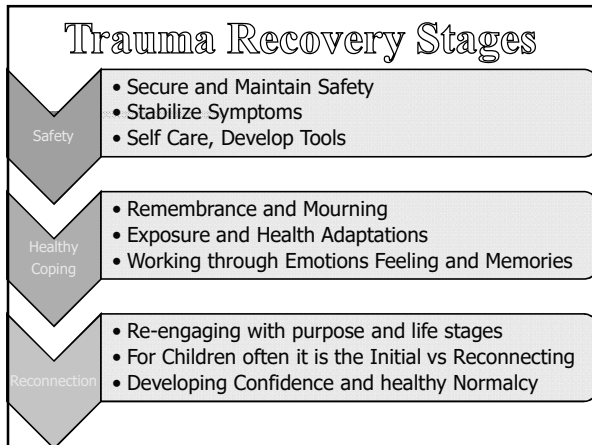 Trauma Recovery Stages
Safety
• Secure and Maintain Safety
• Stabilize Symptoms
• Self Care, Develop Tools
Healthy
Coping
• Remembrance and Mourning
• Exposure and Health Adaptations
• Working through Emotions Feeling and Memories
Reconnection
• Re-engaging with purpose and life stages
• For Children often it is the Initial vs Reconnecting
• Developing Confidence and healthy Normalcy